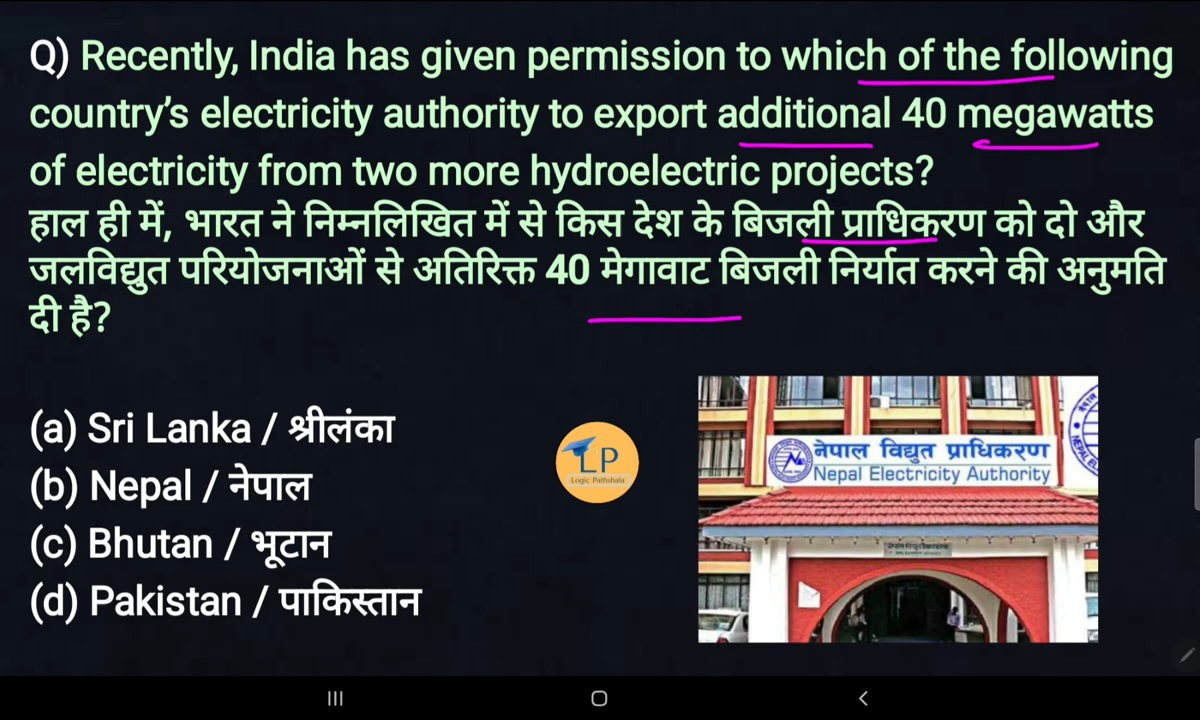 Q) Recently, India has given permission to which of the following
country's electricity authority to export additional 40 megawatts
of electricity from two more hydroelectric projects?
हाल ही में, भारत ने निम्नलिखित में से किस देश के बिजली प्राधिकरण को दो और
जलविद्युत परियोजनाओं से अतिरिक्त 40 मेगावाट बिजली निर्यात करने की अनुमति
दी है?
(a) Sri Lanka / श्रीलंका
(b) Nepal / नेपाल
(c) Bhutan / भूटान
(d) Pakistan / पाकिस्तान
LP
Logic Pathshala
नेपाल विद्युत प्राधिकरण
Nepal Electricity Authority